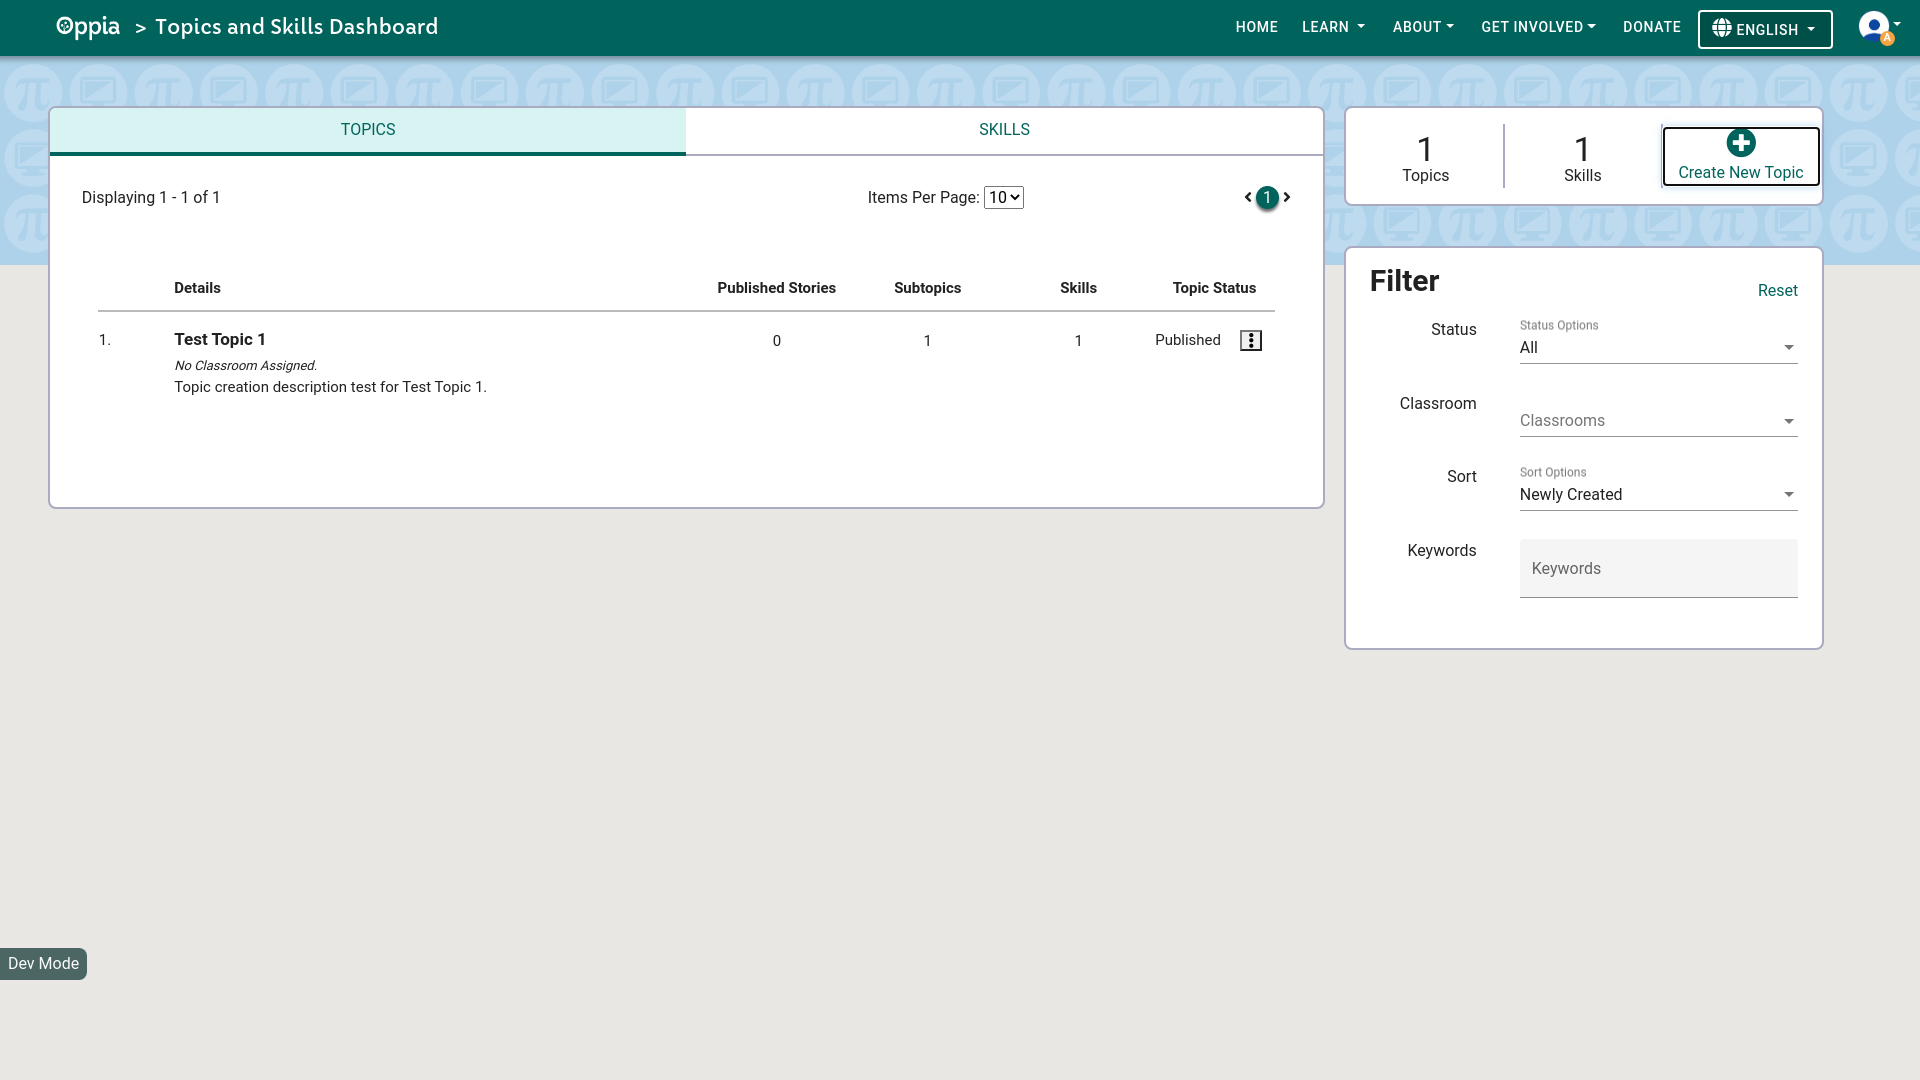 Oppia > Topics and Skills Dashboard
HOME LEARN ABOUT GET INVOLVED DONATE ENGLISH
A
TOPICS SKILLS
Displaying 1 - 1 of 1 Items Per Page: 10 1
Details Published Stories Subtopics Skills Topic Status
1. Test Topic 1 0 1 1 Published
No Classroom Assigned.
Topic creation description test for Test Topic 1.
1 1
Topics Skills Create New Topic
Filter
Reset
Status Status Options
All
Classroom
Classrooms
Sort Sort Options
Newly Created
Keywords
Keywords
Dev Mode